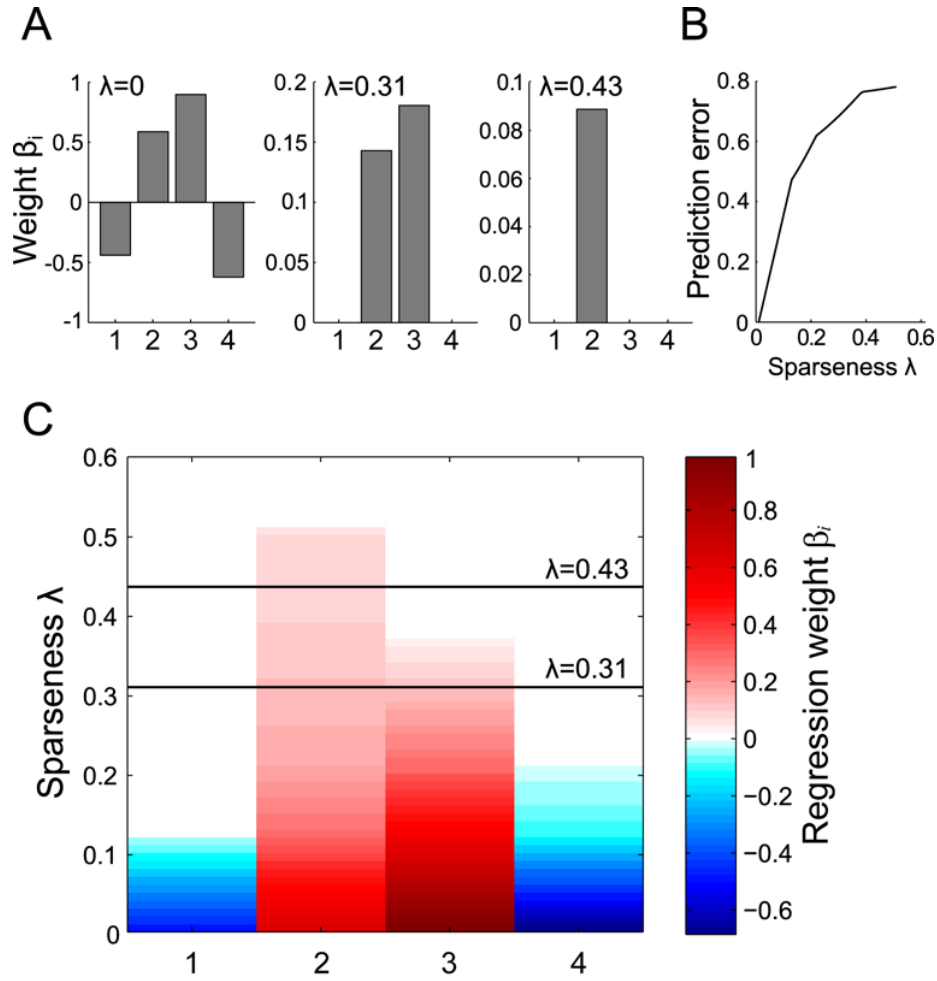 A
B
λ=0
λ=0.31
λ=0.43
Weight βi
1
0.5
0
-0.5
-1
1 2 3 4
0.2
0.15
0.1
0.05
0
1 2 3 4
0.1
0.08
0.06
0.04
0.02
0
1 2 3 4
Prediction error
0.8
0.6
0.4
0.2
0
0 0.2 0.4 0.6
Sparseness λ
C
Sparseness λ
0.6
0.5
0.4
0.3
0.2
0.1
0
λ=0.43
λ=0.31
1 2 3 4
1
0.8
0.6
0.4
0.2
0
−0.2
−0.4
−0.6
Regression weight βi